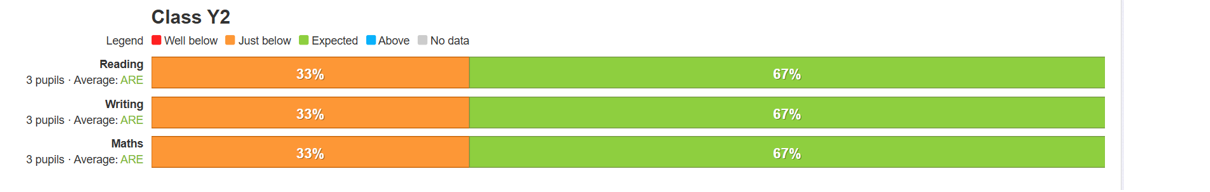 Class Y2
Legend Well below Just below Expected Above No data
Reading
3 pupils · Average: ARE
33% 67%
Writing
3 pupils · Average: ARE
33% 67%
Maths
3 pupils · Average: ARE
33% 67%